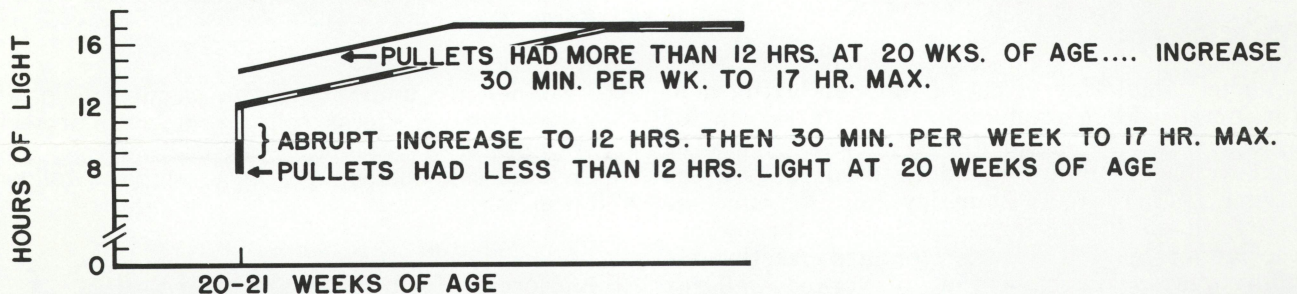 HOURS OF LIGHT
16
12
8
0
←PULLETS HAD MORE THAN 12 HRS. AT 20 WKS. OF AGE.... INCREASE
30 MIN. PER WK. TO 17 HR. MAX.
} ABRUPT INCREASE TO 12 HRS. THEN 30 MIN. PER WEEK TO 17 HR. MAX.
←PULLETS HAD LESS THAN 12 HRS. LIGHT AT 20 WEEKS OF AGE
20-21 WEEKS OF AGE